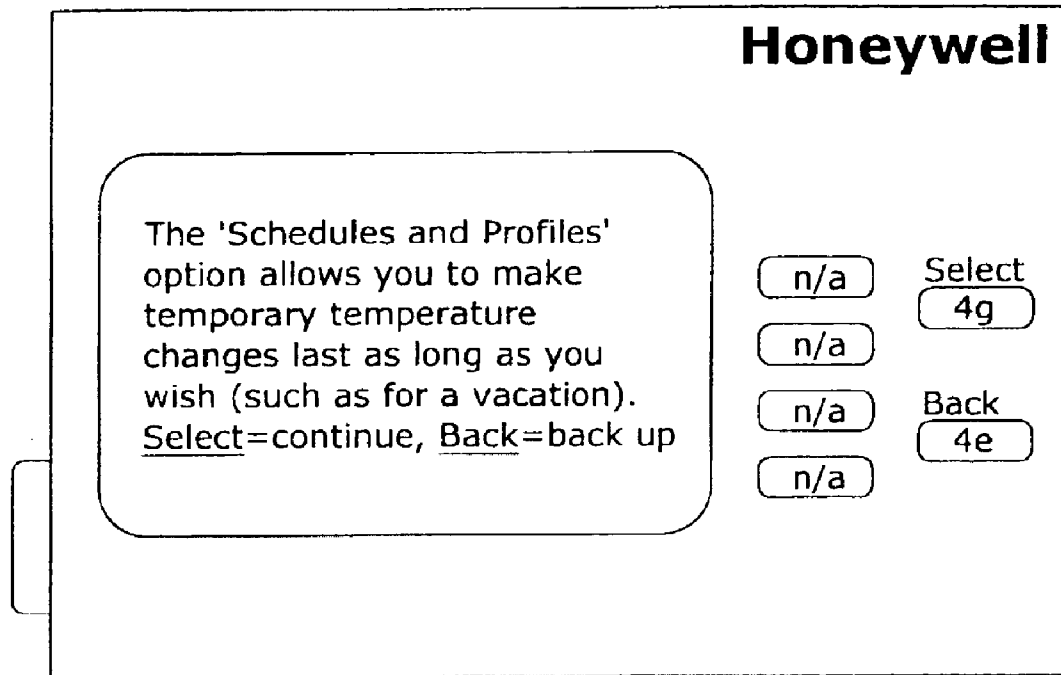 Honeywell
The 'Schedules and Profiles'
option allows you to make
temporary temperature
changes last as long as you
wish (such as for a vacation).
Select=continue, Back=back up
n/a
n/a
n/a
n/a
Select
4g
Back
4e